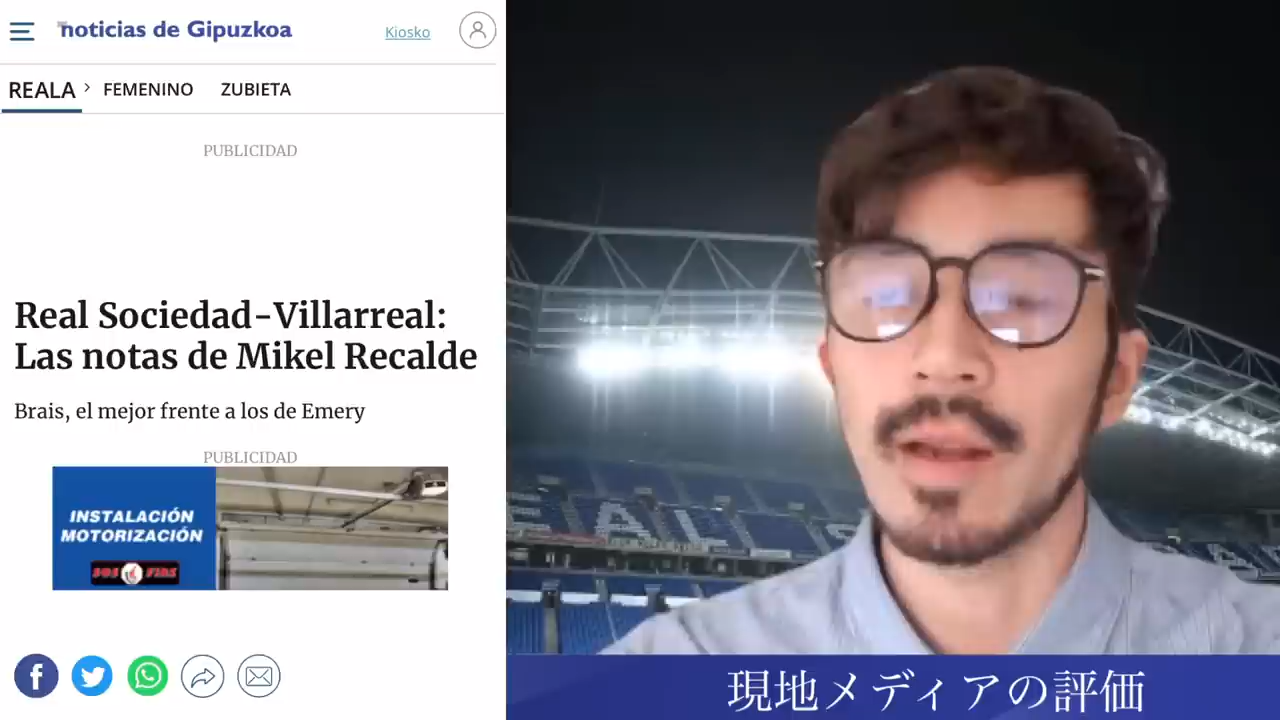 noticias de Gipuzkoa
Kiosko
REALA > FEMENINO ZUBIETA
PUBLICIDAD
Real Sociedad-Villarreal:
Las notas de Mikel Recalde
Brais, el mejor frente a los de Emery
PUBLICIDAD
INSTALACIÓN
MOTORIZACIÓN
EAL S
現地メディアの評価